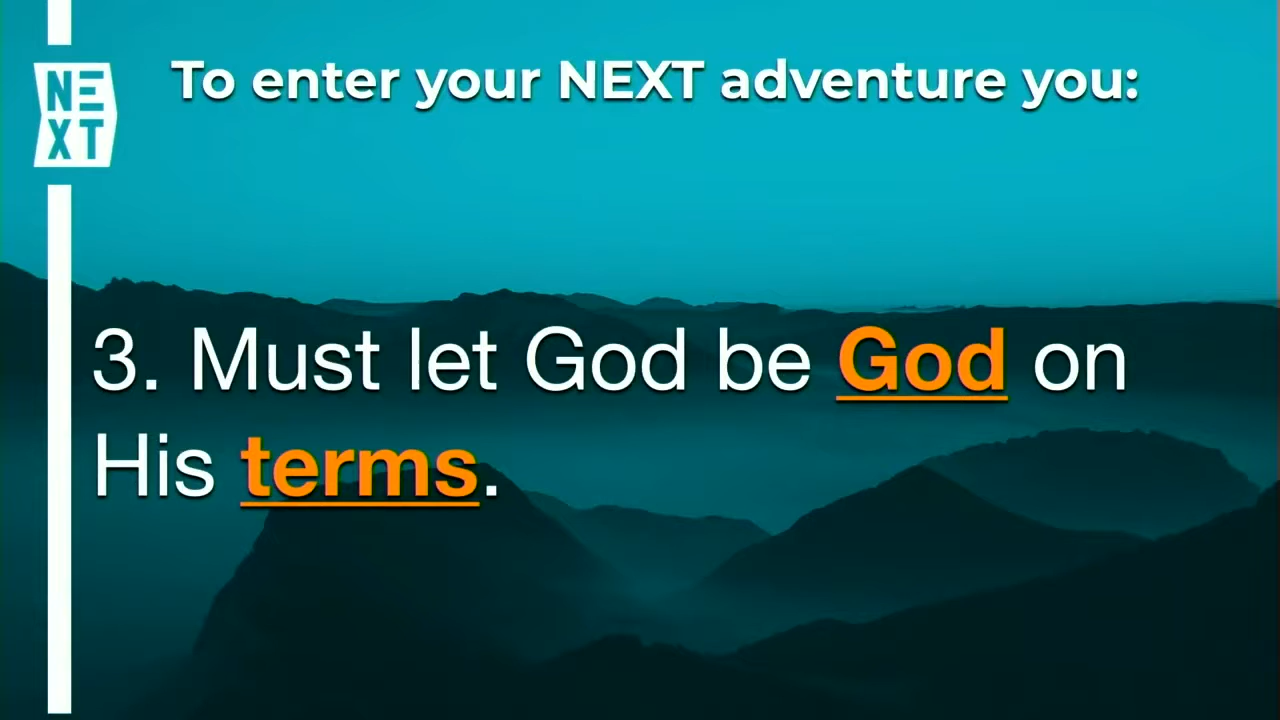 NE
XT
To enter your NEXT adventure you:
3. Must let God be God on
His terms.